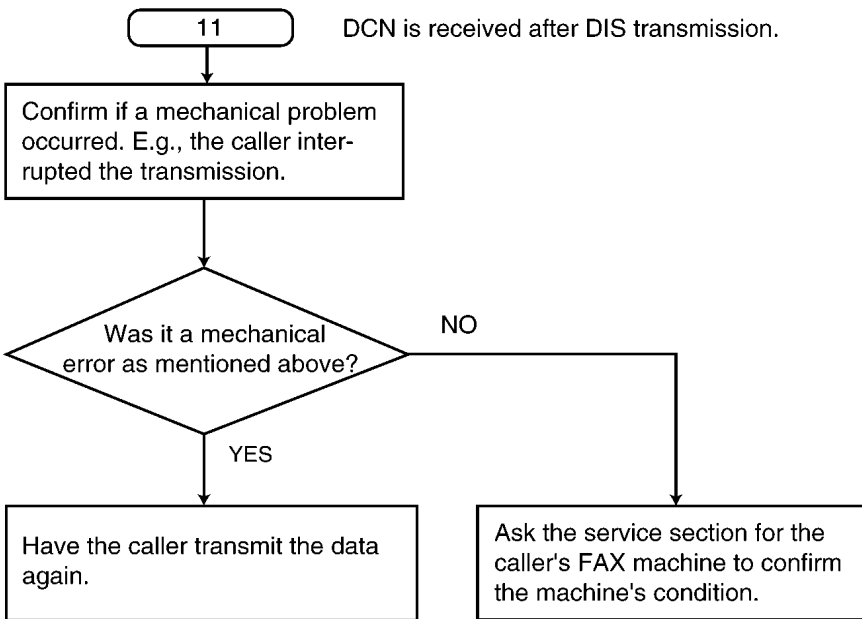 11
DCN is received after DIS transmission.
Confirm if a mechanical problem
occurred. E.g., the caller inter-
rupted the transmission.
Was it a mechanical
error as mentioned above?
NO
YES
Have the caller transmit the data
again.
Ask the service section for the
caller's FAX machine to confirm
the machine's condition.